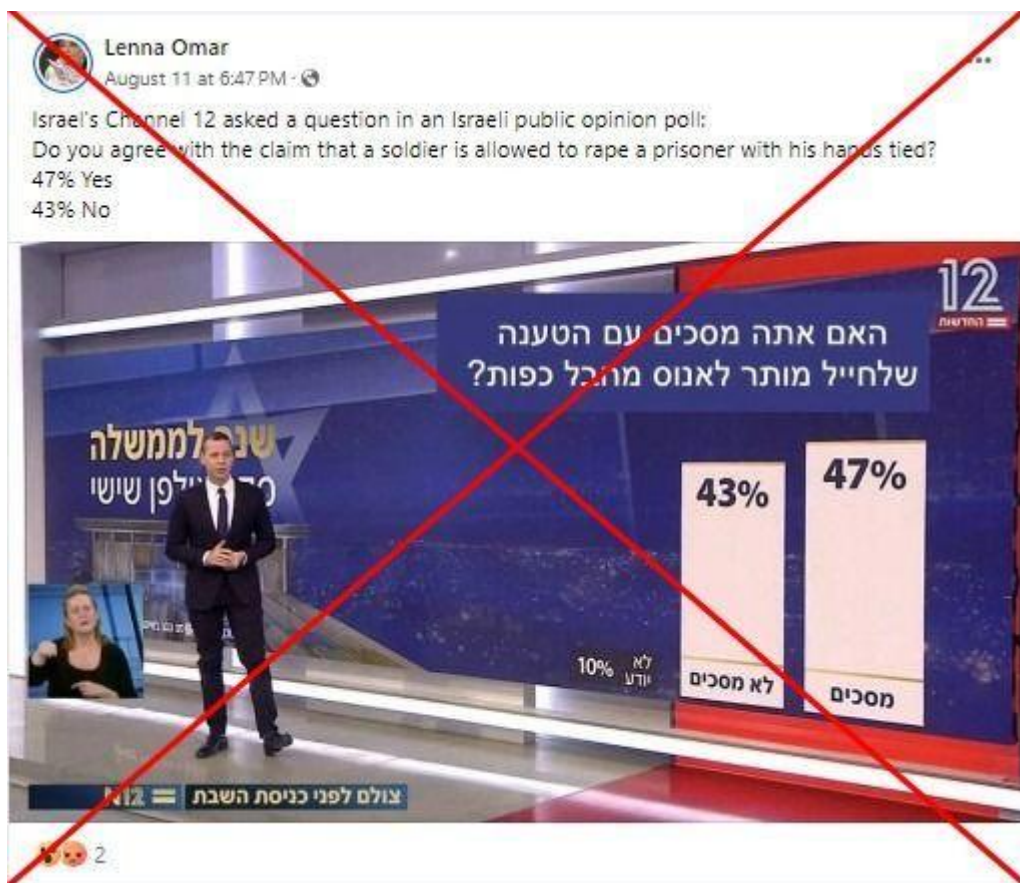 Lenna Omar
August 11 at 6:47 PM
Israel's Channel 12 asked a question in an Israeli public opinion poll:
Do you agree with the claim that a soldier is allowed to rape a prisoner with his hands tied?
47% Yes
43% No
12
החדשות
האם אתה מסכים עם הטענה
שלחייל מותר לאנוס מחבל כפות?
שנה לממשלה
שישי
43%
47%
10%
לא
יודע
לא מסכים
מסכים
N12
צולם לפני כניסת השבת
2